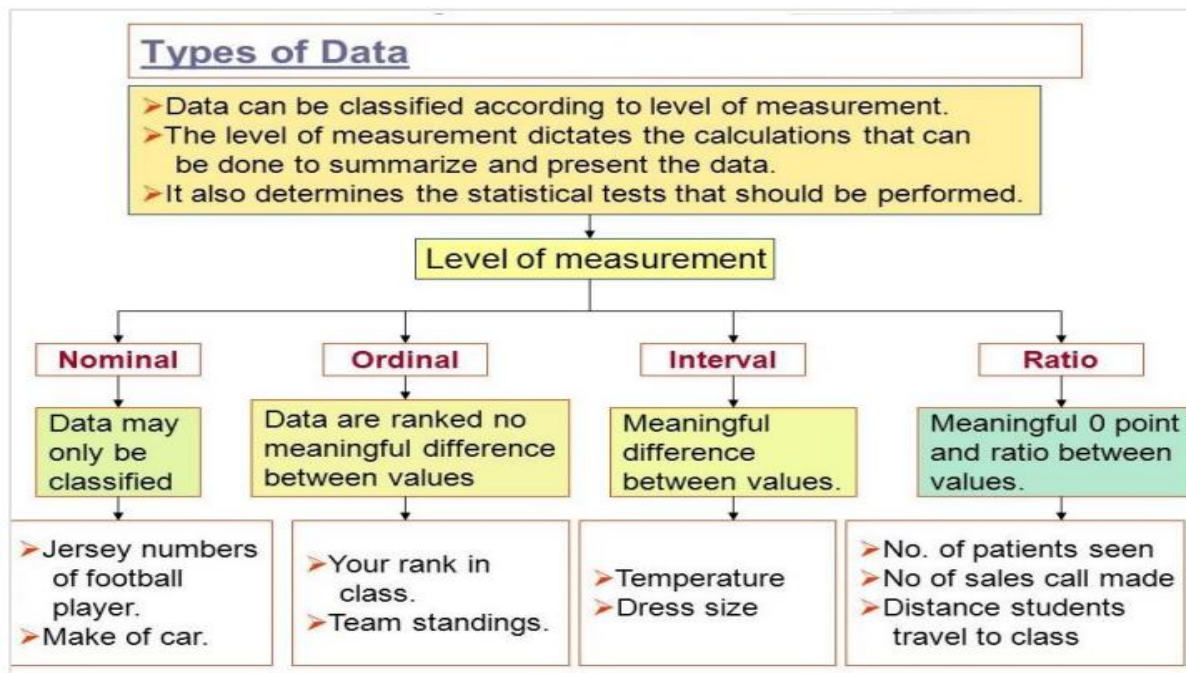 Types of Data
➢Data can be classified according to level of measurement.
➢The level of measurement dictates the calculations that can
be done to summarize and present the data.
➢It also determines the statistical tests that should be performed.
Level of measurement
Nominal
Ordinal
Interval
Ratio
Data may
only be
classified
Data are ranked no
meaningful difference
between values
Meaningful
difference
between values.
Meaningful 0 point
and ratio between
values.
➢Jersey numbers
of football
player.
➢Make of car.
➢Your rank in
class.
➢Team standings.
➢Temperature
➢Dress size
➢No. of patients seen
➢No of sales call made
➢Distance students
travel to class